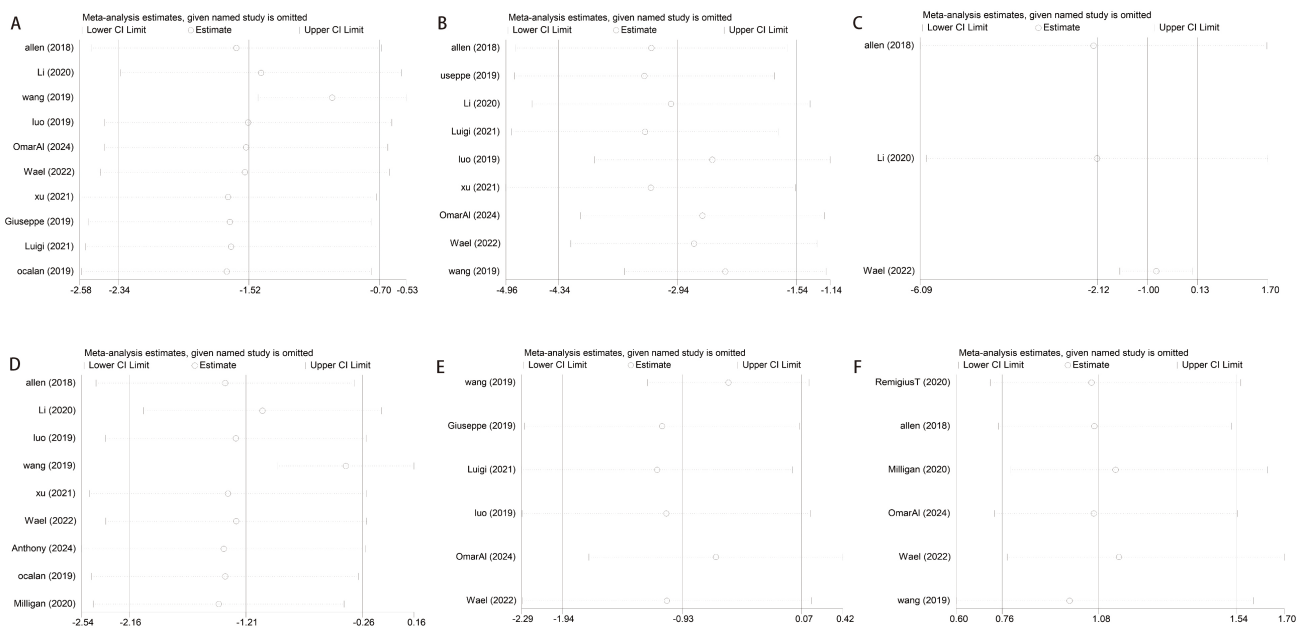 A
Meta-analysis estimates, given named study is omitted
Lower CI Limit Estimate Upper CI Limit
allen (2018)
Li (2020)
wang (2019)
luo (2019)
OmarAl (2024)
Wael (2022)
xu (2021)
Giuseppe (2019)
Luigi (2021)
ocalan (2019)
-2.58 -2.34 -1.52 -0.70 -0.53
B
Meta-analysis estimates, given named study is omitted
Lower CI Limit Estimate Upper CI Limit
allen (2018)
useppe (2019)
Li (2020)
Luigi (2021)
luo (2019)
xu (2021)
OmarAl (2024)
Wael (2022)
wang (2019)
-4.96 -4.34 -2.94 -1.54 -1.14
C
Meta-analysis estimates, given named study is omitted
Lower CI Limit Estimate Upper CI Limit
allen (2018)
Li (2020)
Wael (2022)
-6.09 -2.12 -1.00 0.13 1.70
D
Meta-analysis estimates, given named study is omitted
Lower CI Limit Estimate Upper CI Limit
allen (2018)
Li (2020)
luo (2019)
wang (2019)
xu (2021)
Wael (2022)
Anthony (2024)
ocalan (2019)
Milligan (2020)
-2.54 -2.16 -1.21 -0.26 0.16
E
Meta-analysis estimates, given named study is omitted
Lower CI Limit Estimate Upper CI Limit
wang (2019)
Giuseppe (2019)
Luigi (2021)
luo (2019)
OmarAl (2024)
Wael (2022)
-2.29 -1.94 -0.93 0.07 0.42
F
Meta-analysis estimates, given named study is omitted
Lower CI Limit Estimate Upper CI Limit
RemigiusT (2020)
allen (2018)
Milligan (2020)
OmarAl (2024)
Wael (2022)
wang (2019)
0.60 0.76 1.08 1.54 1.70